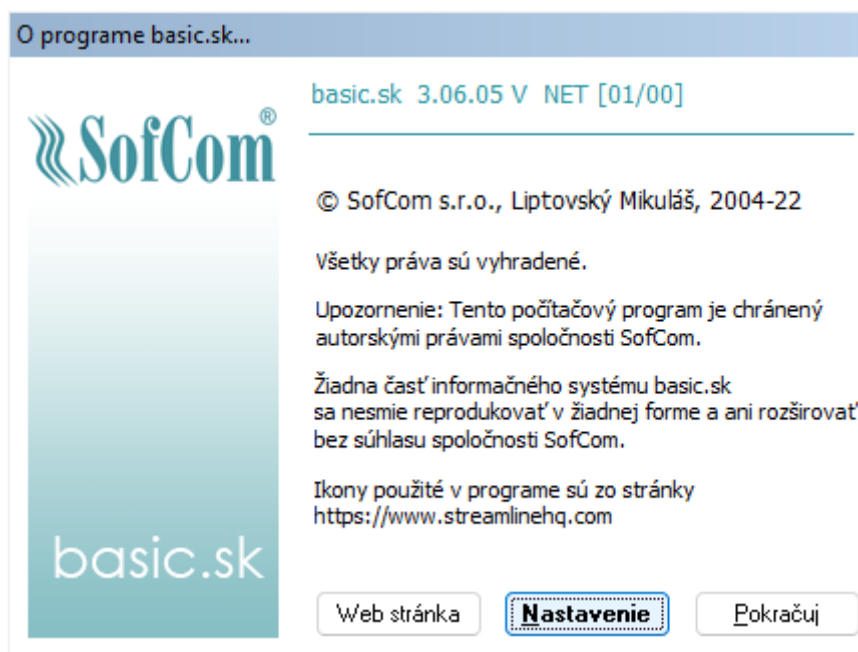 O programe basic.sk...
SofCom®
basic.sk 3.06.05 V NET [01/00]
© SofCom s.r.o., Liptovský Mikuláš, 2004-22
Všetky práva sú vyhradené.
Upozornenie: Tento počítačový program je chránený
autorskými právami spoločnosti SofCom.
Žiadna časť informačného systému basic.sk
sa nesmie reprodukovať v žiadnej forme a ani rozširovať
bez súhlasu spoločnosti SofCom.
Ikony použité v programe sú zo stránky
https://www.streamlinehq.com
basic.sk
Web stránka
Nastavenie
Pokračuj